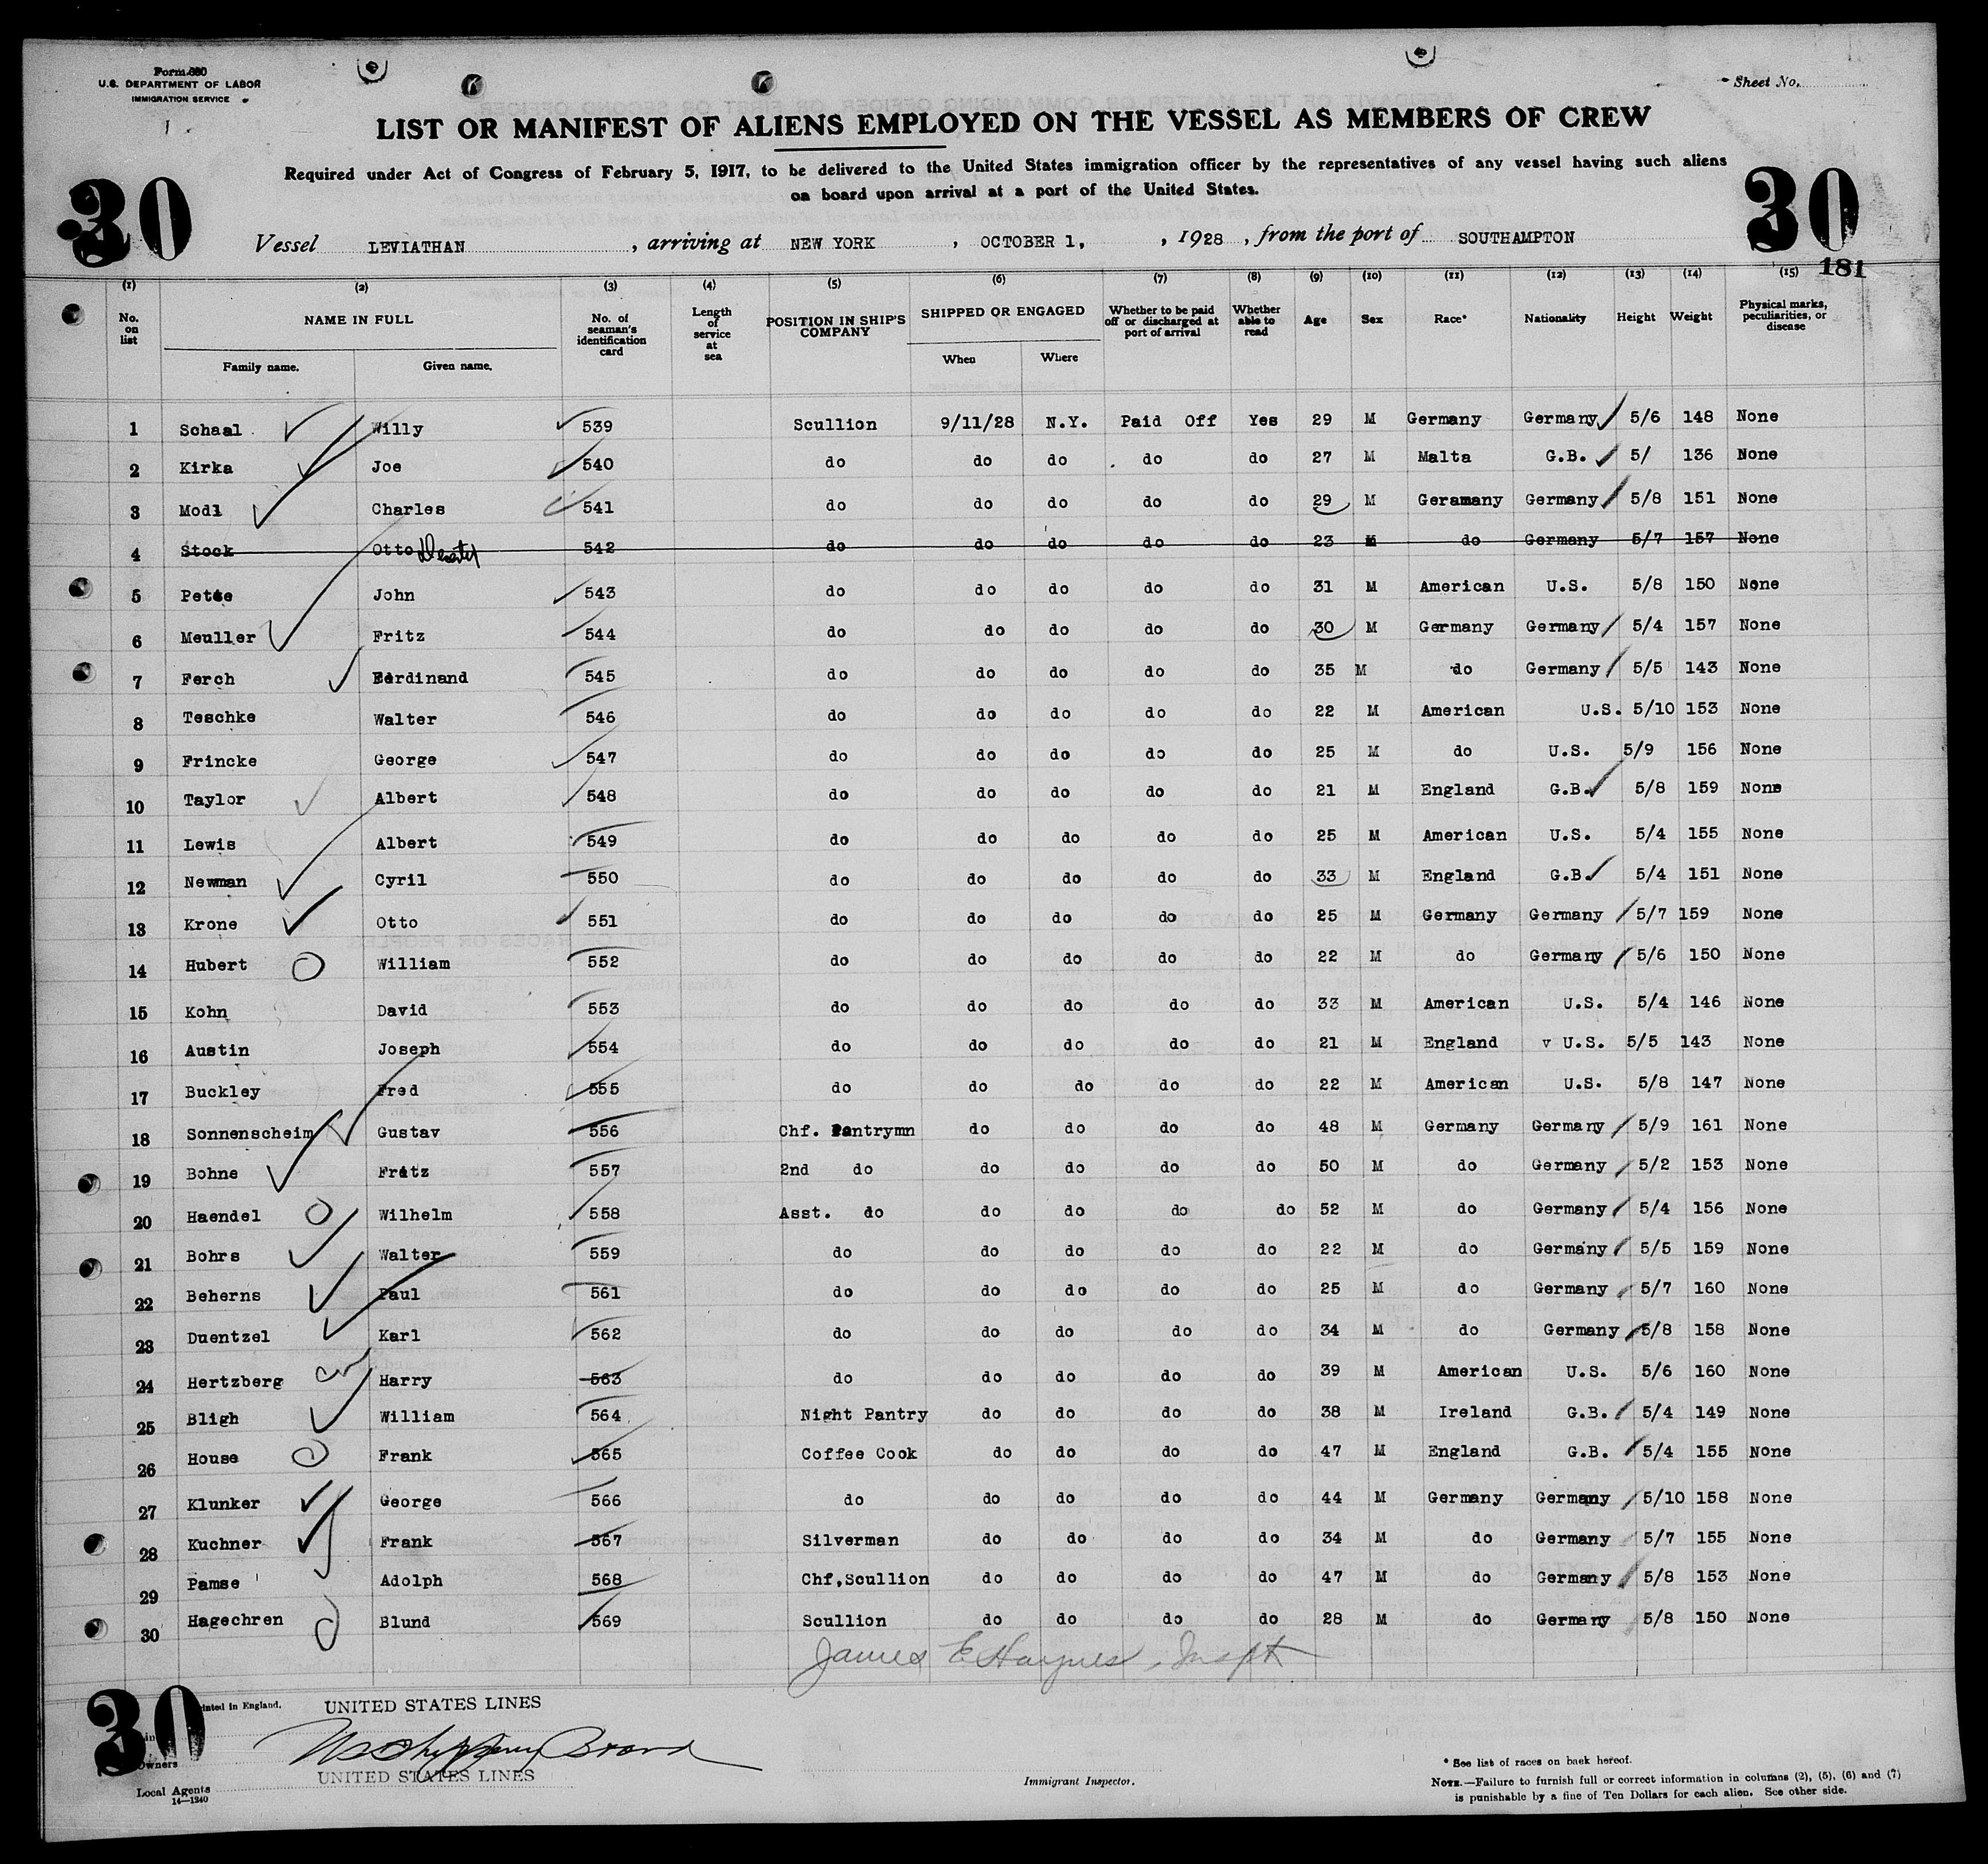 Form 680
U.S. DEPARTMENT OF LABOR
IMMIGRATION SERVICE
Sheet No.
LIST OR MANIFEST OF ALIENS EMPLOYED ON THE VESSEL AS MEMBERS OF CREW
Required under Act of Congress of February 5, 1917, to be delivered to the United States immigration officer by the representatives of any vessel having such aliens
on board upon arrival at a port of the United States.
30 30
Vessel LEVIATHAN, arriving at NEW YORK, OCTOBER 1, , 1928, from the port of SOUTHAMPTON
181
(1) (2) (3) (4) (5) (6) (7) (8) (9) (10) (11) (12) (13) (14) (15)
No. on list NAME IN FULL Family name. Given name. No. of seaman's identification card Length of service at sea POSITION IN SHIP'S COMPANY SHIPPED OR ENGAGED When Where Whether to be paid off or discharged at port of arrival Whether able to read Age Sex Race* Nationality Height Weight Physical marks, peculiarities, or disease
1 Schaal Willy 539 Scullion 9/11/28 N.Y. Paid Off Yes 29 M Germany Germany 5/6 148 None
2 Kirka Joe 540 do do do do do 27 M Malta G.B. 5/ 136 None
3 Modl Charles 541 do do do do do 29 M Geramany Germany 5/8 151 None
4 Stock Otto 542 do do do do do 23 M do Germany 5/7 157 None
5 Pette John 543 do do do do do 31 M American U.S. 5/8 150 None
6 Meuller Fritz 544 do do do do do 30 M Germany Germany 5/4 157 None
7 Ferch Ferdinand 545 do do do do do 35 M do Germany 5/5 143 None
8 Teschke Walter 546 do do do do do 22 M American U.S. 5/10 153 None
9 Frincke George 547 do do do do do 25 M do U.S. 5/9 156 None
10 Taylor Albert 548 do do do do do 21 M England G.B. 5/8 159 None
11 Lewis Albert 549 do do do do do 25 M American U.S. 5/4 155 None
12 Newman Cyril 550 do do do do do 33 M England G.B. 5/4 151 None
13 Krone Otto 551 do do do do do 25 M Germany Germany 5/7 159 None
14 Hubert William 552 do do do do do 22 M do Germany 5/6 150 None
15 Kohn David 553 do do do do do 33 M American U.S. 5/4 146 None
16 Austin Joseph 554 do do do do do 21 M England v U.S. 5/5 143 None
17 Buckley Fred 555 do do do do do 22 M American U.S. 5/8 147 None
18 Sonnenscheim Gustav 556 Chf. Pantrymn do do do do 48 M Germany Germany 5/9 161 None
19 Bohne Fritz 557 2nd do do do do do 50 M do Germany 5/2 153 None
20 Haendel Wilhelm 558 Asst. do do do do do 52 M do Germany 5/4 156 None
21 Bohrs Walter 559 do do do do do 22 M do Germany 5/5 159 None
22 Beherns Paul 561 do do do do do 25 M do Germany 5/7 160 None
23 Duentzel Karl 562 do do do do do 34 M do Germany 5/8 158 None
24 Hertzberg Harry 563 do do do do do 39 M American U.S. 5/6 160 None
25 Bligh William 564 Night Pantry do do do do 38 M Ireland G.B. 5/4 149 None
26 House Frank 565 Coffee Cook do do do do 47 M England G.B. 5/4 155 None
27 Klunker George 566 do do do do do 44 M Germany Germany 5/10 158 None
28 Kuchner Frank 567 Silverman do do do do 34 M do Germany 5/7 155 None
29 Pamse Adolph 568 Chf,Scullion do do do do 47 M do Germany 5/8 153 None
30 Hagechren Blund 569 Scullion do do do do 28 M do Germany 5/8 150 None
James E Haynes, Inspt
30
Printed in England. UNITED STATES LINES
Owners Board
UNITED STATES LINES
Local Agents
14—1240
Immigrant Inspector.
* See list of races on back hereof.
NOTE.—Failure to furnish full or correct information in columns (2), (5), (6) and (7)
is punishable by a fine of Ten Dollars for each alien. See other side.